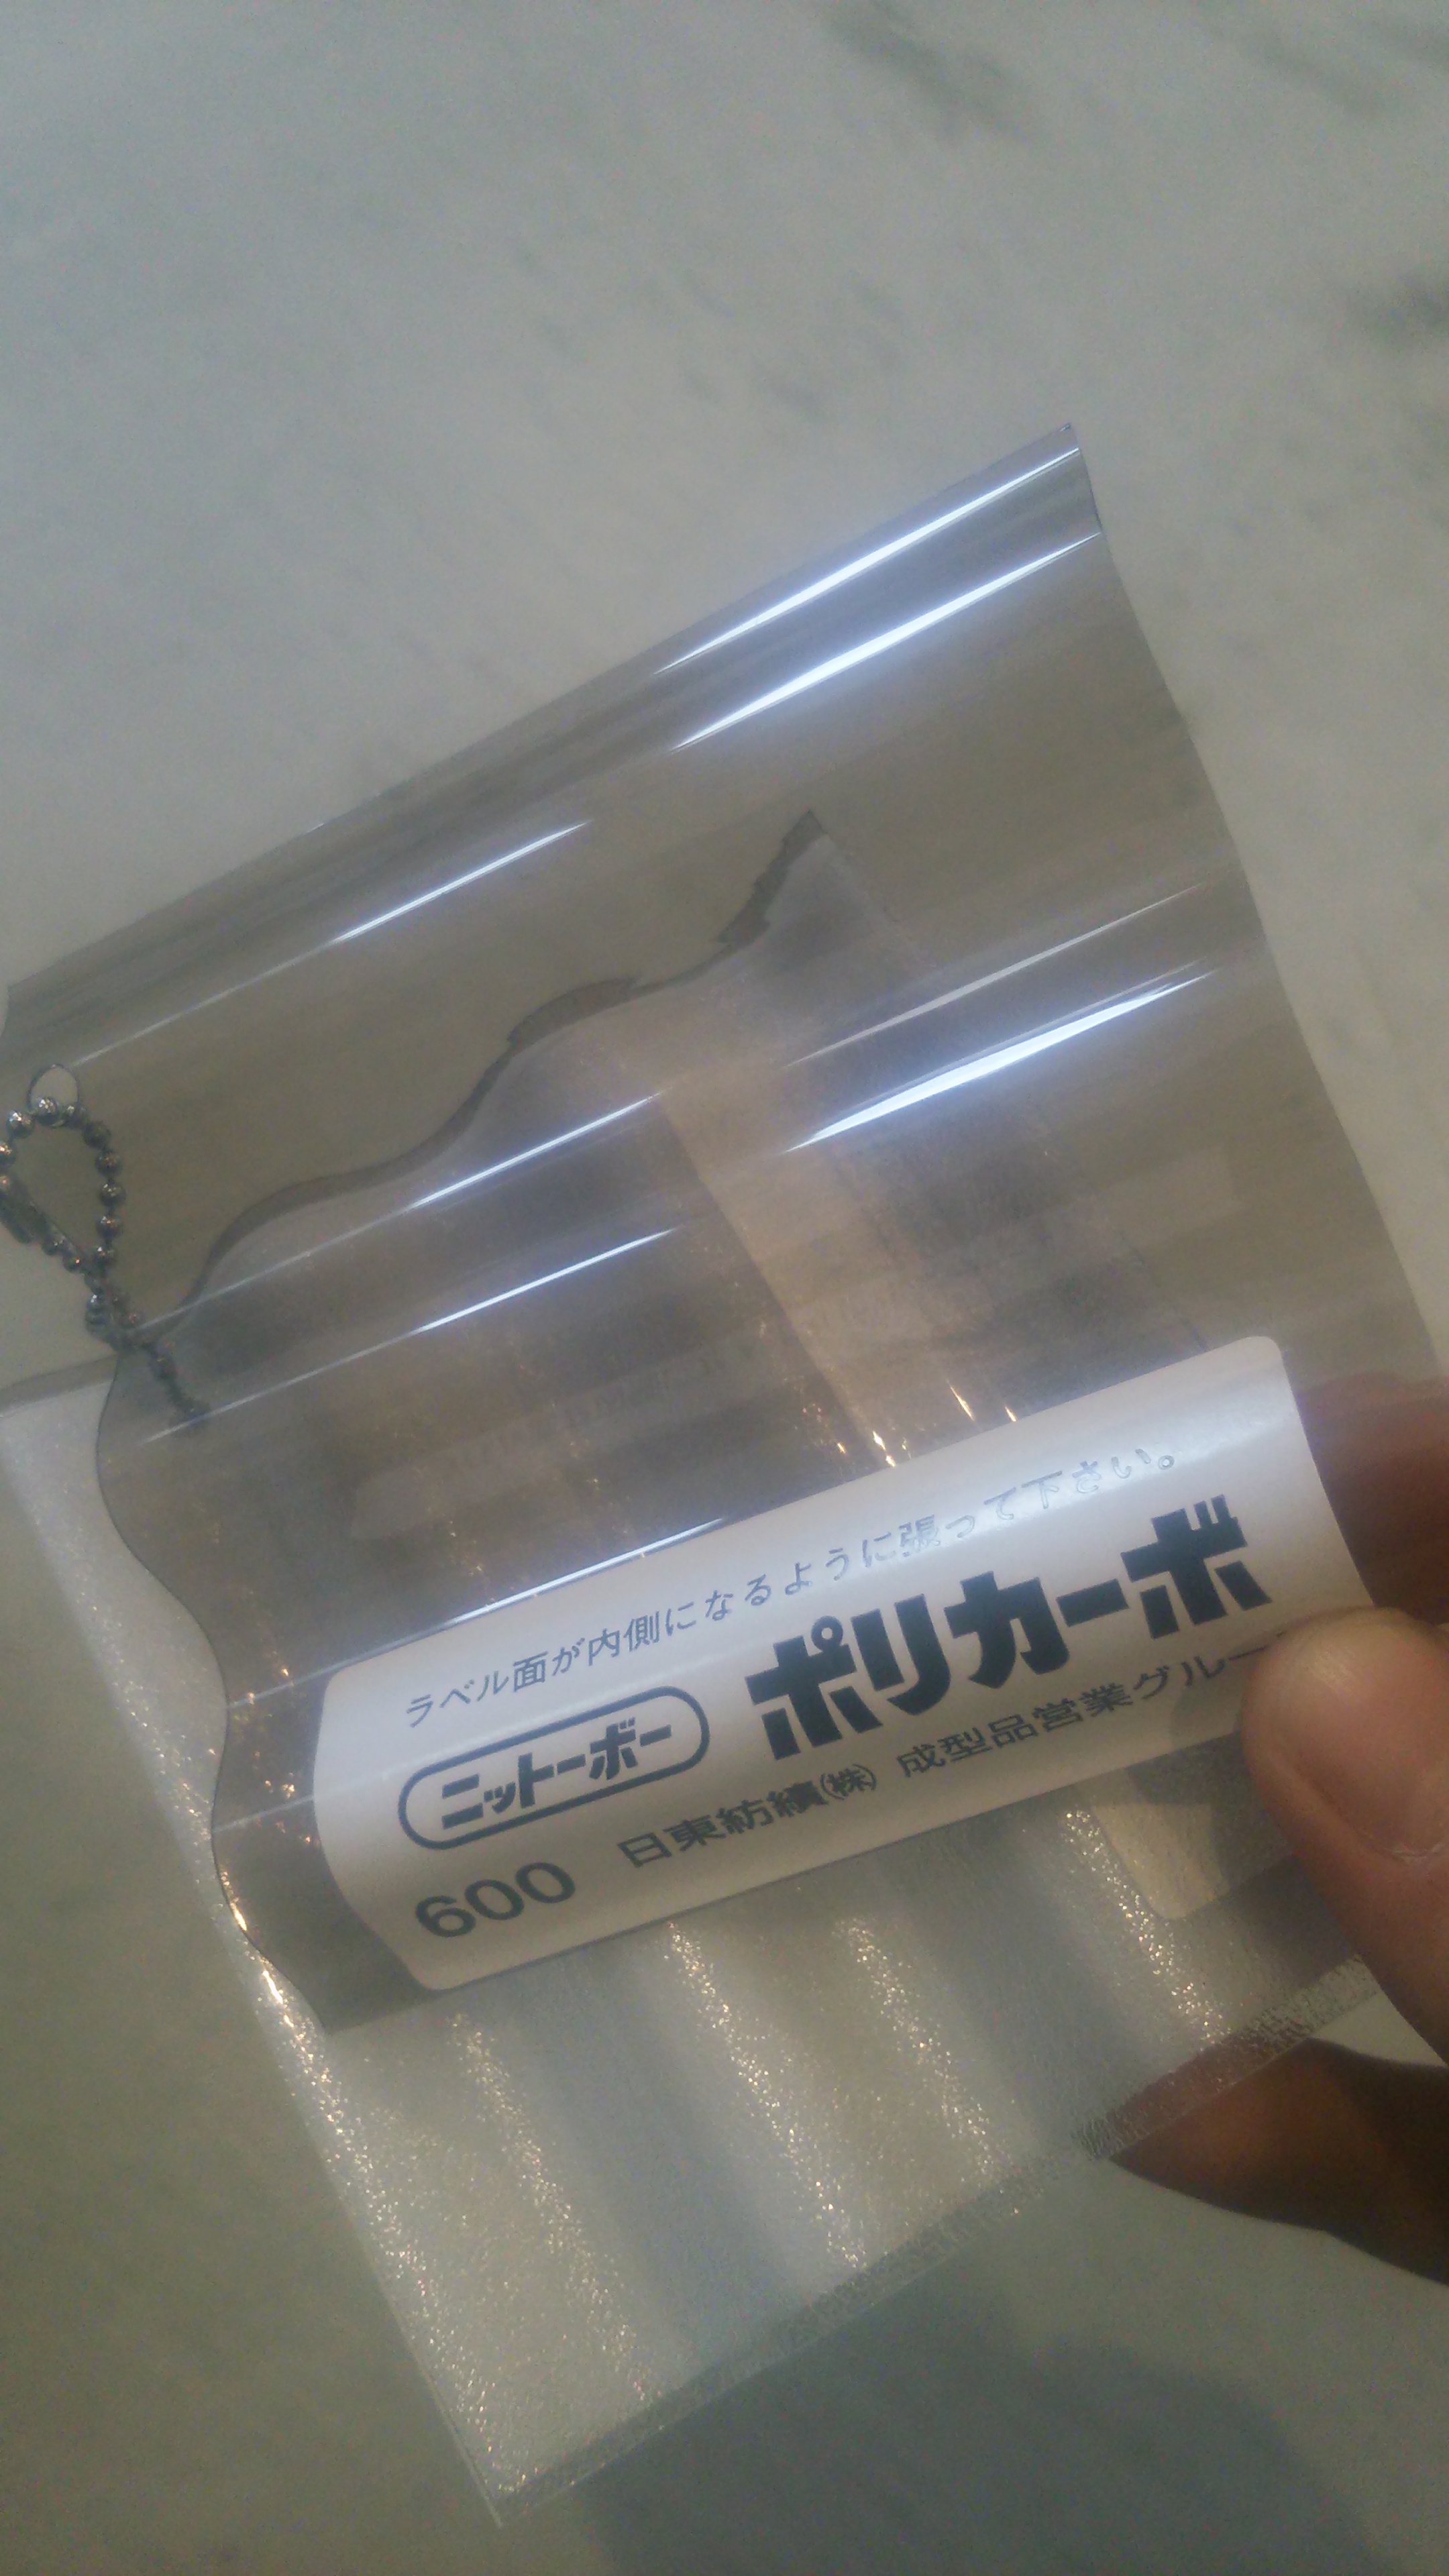 ラベル面が内側になるように張って下さい。
ニットーボー ポリカーボ
600 日東紡績(株) 成型品営業グルー